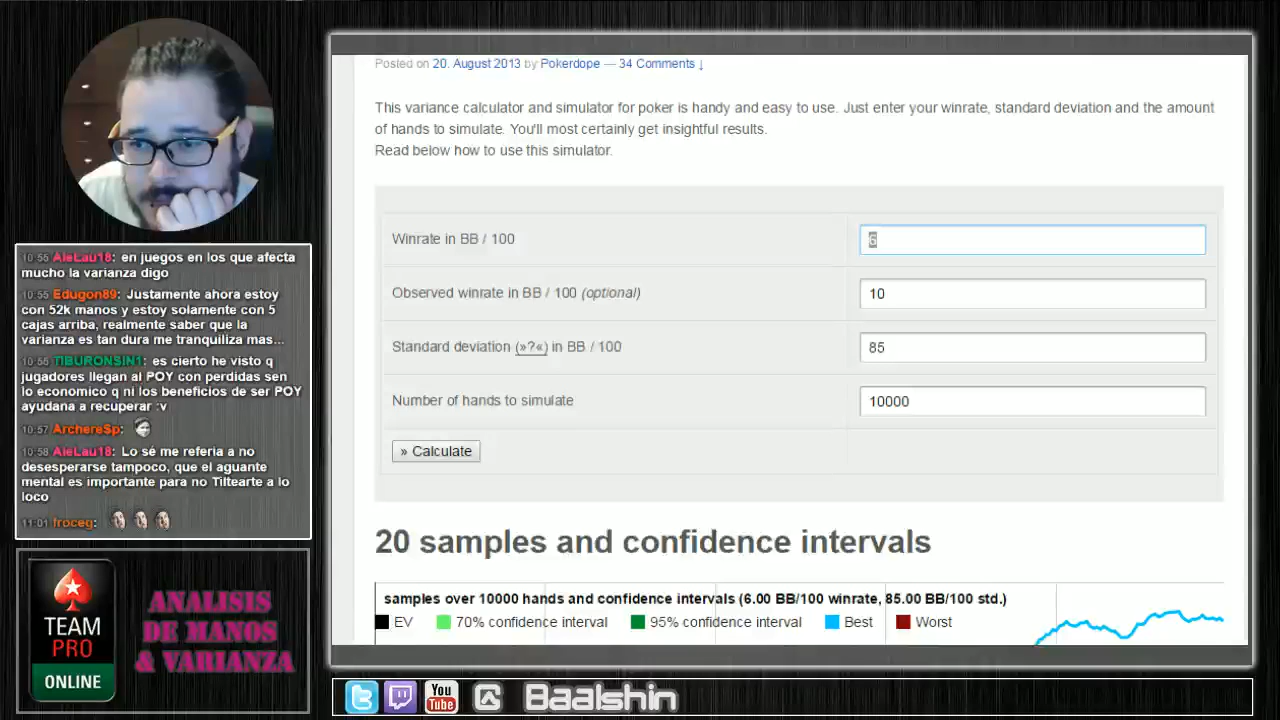 Posted on 20. August 2013 by Pokerdope — 34 Comments ↓
This variance calculator and simulator for poker is handy and easy to use. Just enter your winrate, standard deviation and the amount
of hands to simulate. You'll most certainly get insightful results.
Read below how to use this simulator.
Winrate in BB / 100
6
Observed winrate in BB / 100 (optional)
10
Standard deviation (»?«) in BB / 100
85
Number of hands to simulate
10000
» Calculate
20 samples and confidence intervals
samples over 10000 hands and confidence intervals (6.00 BB/100 winrate, 85.00 BB/100 std.)
EV 70% confidence interval 95% confidence interval Best Worst
10:55 AleLau18: en juegos en los que afecta
mucho la varianza digo
10:55 Edugon89: Justamente ahora estoy
con 52k manos y estoy solamente con 5
cajas arriba, realmente saber que la
varianza es tan dura me tranquiliza mas...
10:55 TIBURONSIN1: es cierto he visto q
jugadores llegan al POY con perdidas sen
lo economico q ni los beneficios de ser POY
ayudana a recuperar :v
10:57 ArchereSp:
10:58 AleLau18: Lo sé me referia a no
desesperarse tampoco, que el aguante
mental es importante para no Tiltearte a lo
loco
11:01 froceg:
TEAM
PRO
ONLINE
ANALISIS
DE MANOS
& VARIANZA
You
Tube
Baalshin